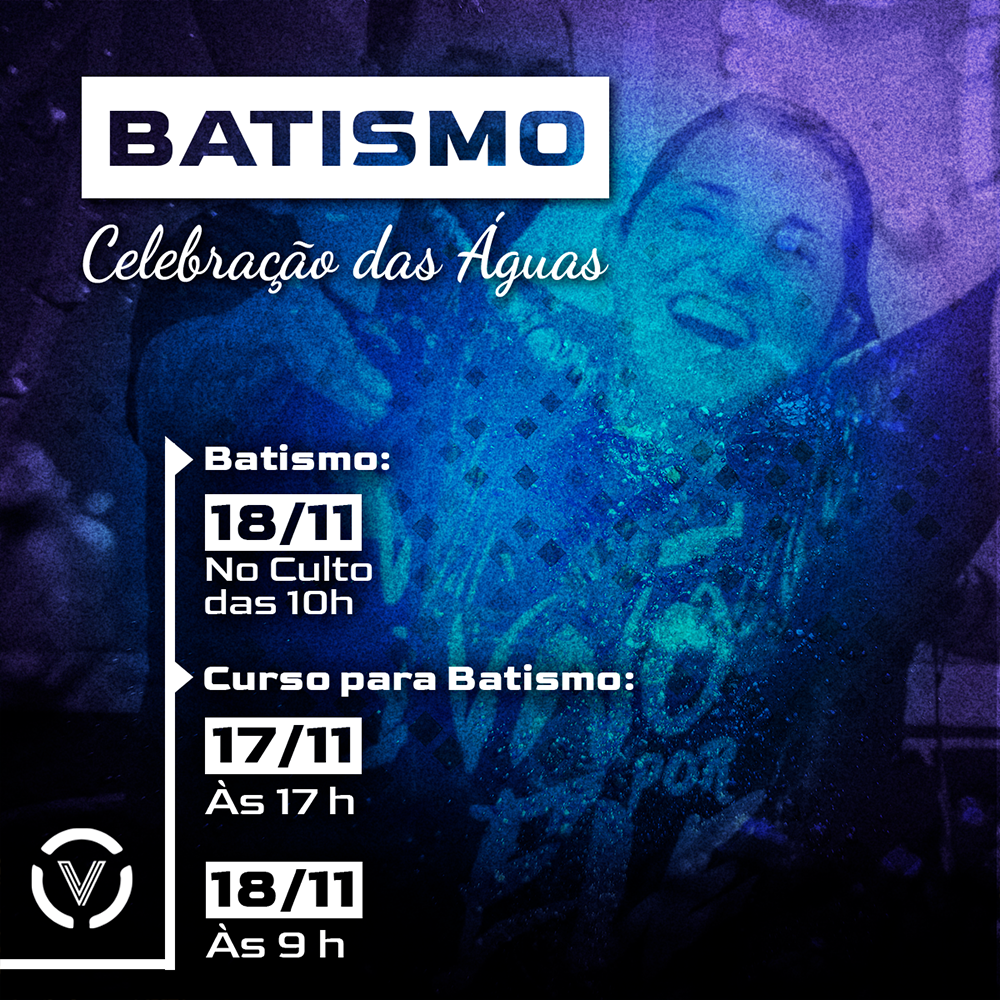 BATISMO
Celebração das Águas
Batismo:
18/11
No Culto
das 10h
Curso para Batismo:
17/11
Às 17 h
18/11
Às 9 h
V
POR